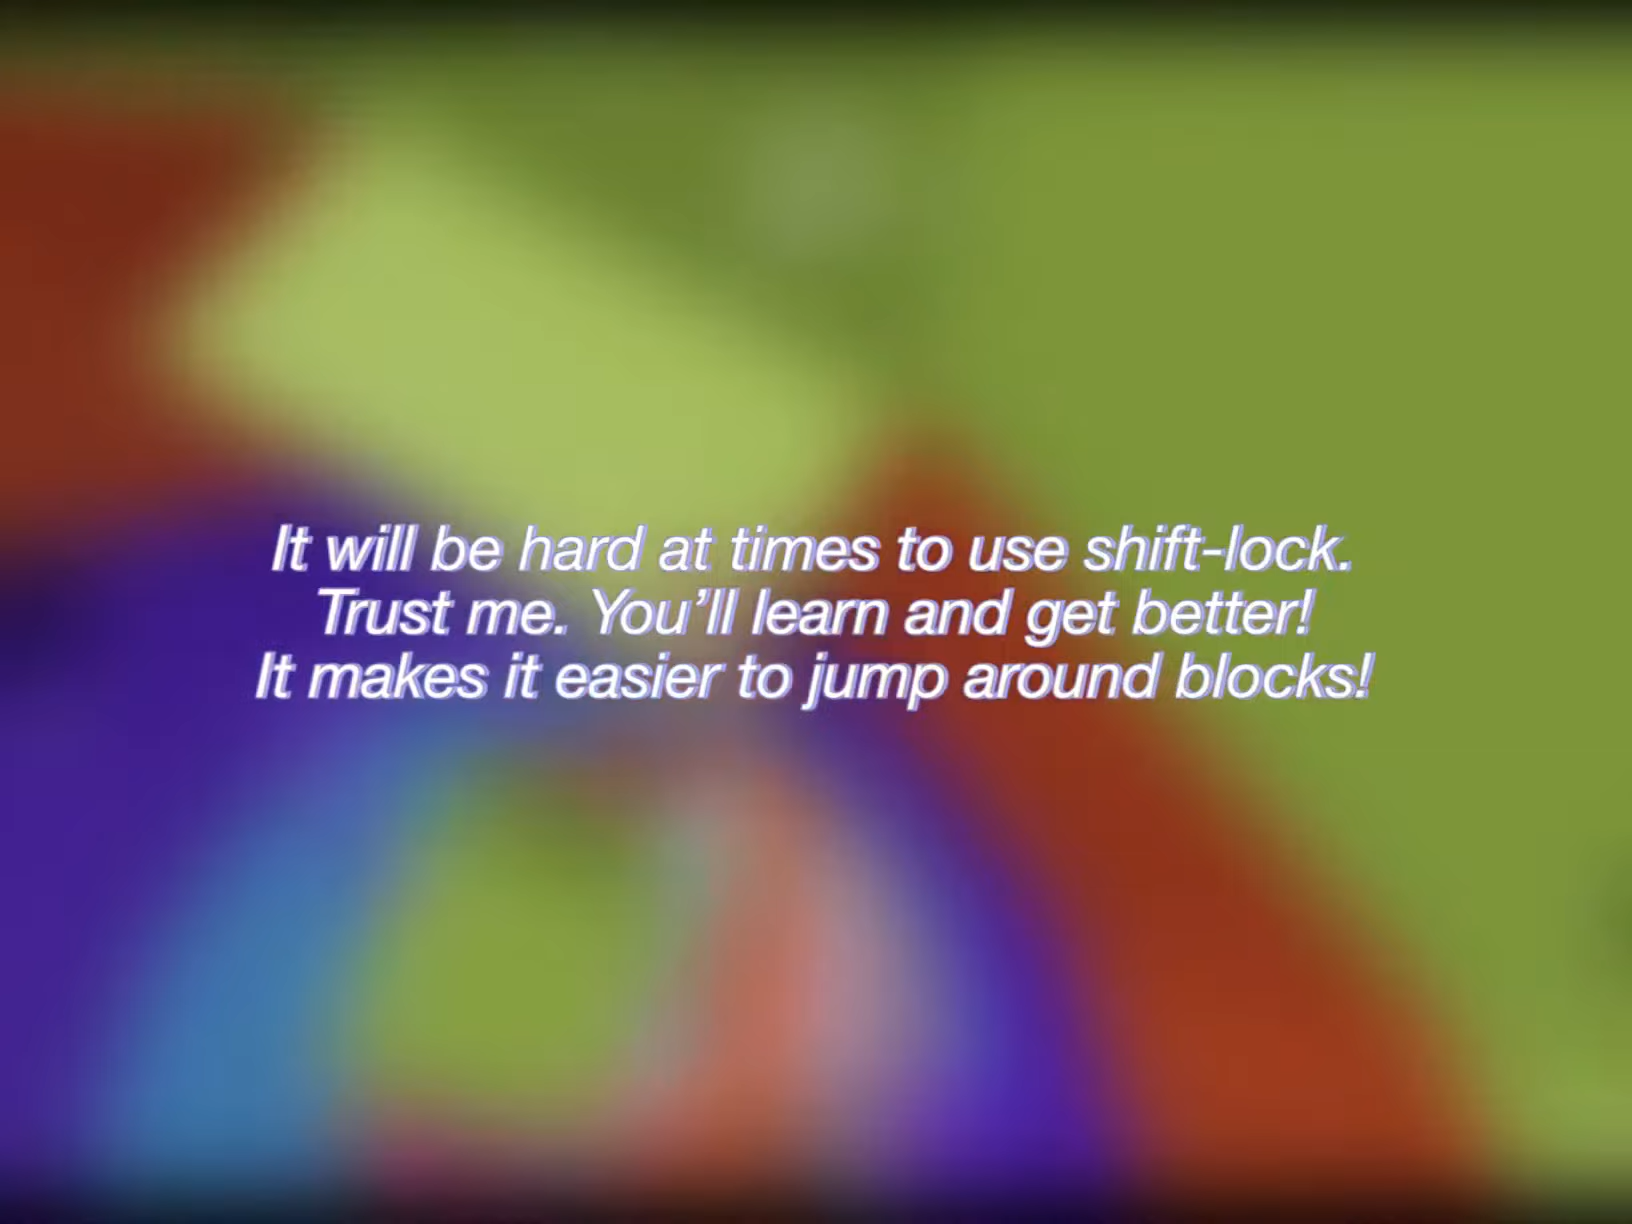 It will be hard at times to use shift-lock.
Trust me. You’ll learn and get better!
It makes it easier to jump around blocks!